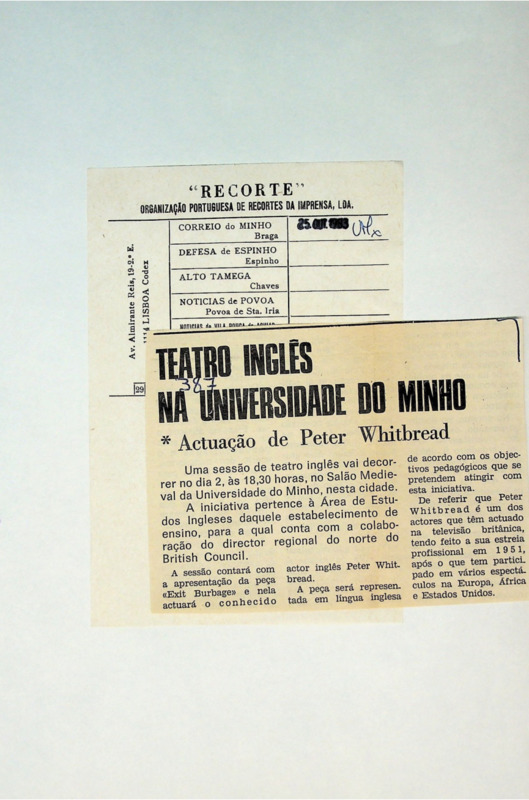 "RECORTE"
ORGANIZAÇÃO PORTUGUESA DE RECORTES DA IMPRENSA, LDA.
Av. Almirante Reis, 19-2.º E.
LISBOA Codex
CORREIO do MINHO
Braga
25. OUT. 1983
DEFESA de ESPINHO
Espinho
ALTO TAMEGA
Chaves
NOTICIAS de POVOA
Povoa de Sta. Iria
29
TEATRO INGLÊS
387
NA UNIVERSIDADE DO MINHO
* Actuação de Peter Whitbread
Uma sessão de teatro inglês vai decor-
rer no dia 2, às 18,30 horas, no Salão Medie-
val da Universidade do Minho, nesta cidade.
A iniciativa pertence à Área de Estu-
dos Ingleses daquele estabelecimento de
ensino, para a qual conta com a colabo-
ração do director regional do norte do
British Council.
A sessão contará com
a apresentação da peça
«Exit Burbage» e nela
actuará o conhecido
actor inglês Peter Whit.
bread.
A peça será represen.
tada em língua inglesa
de acordo com os objec-
tivos pedagógicos que se
pretendem atingir com
esta iniciativa.
De referir que Peter
Whitbread é um dos
actores que têm actuado
na televisão britânica,
tendo feito a sua estreia
profissional em 1951,
após o que tem partici.
pado em vários espectá.
culos na Europa, África
e Estados Unidos.